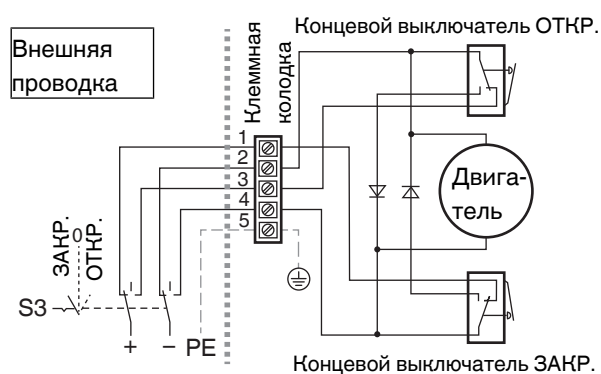 Концевой выключатель ОТКР.
Внешняя
проводка
Клеммная
колодка
1
2
3
4
5
Двига-
тель
ЗАКР.
0
ОТКР.
S3
+
–
PE
Концевой выключатель ЗАКР.